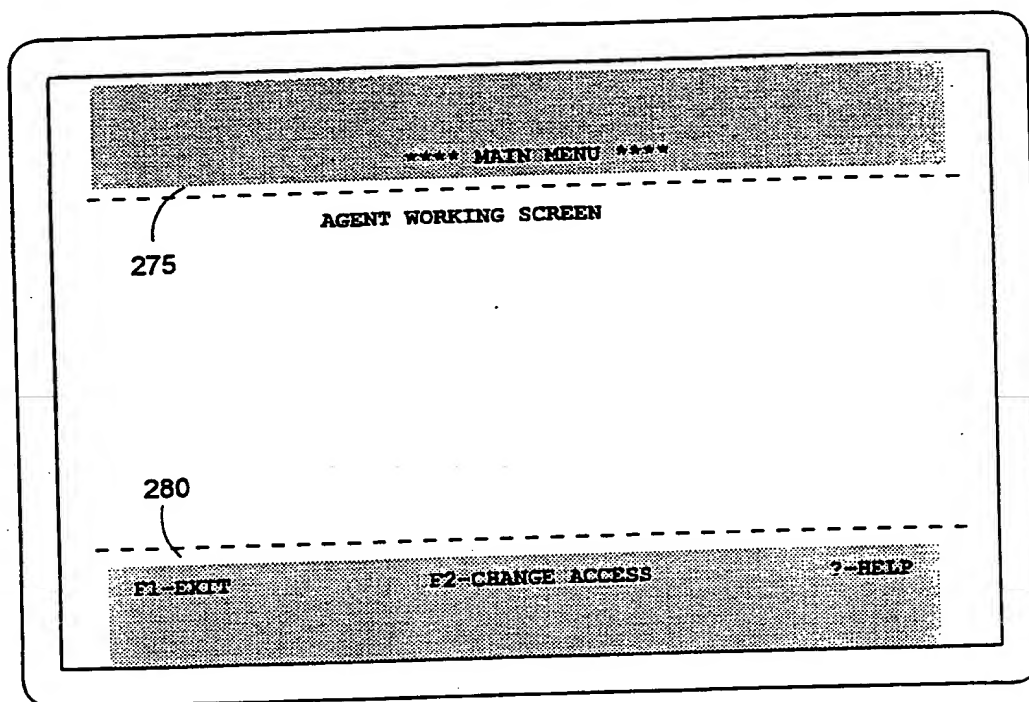 **** MAIN MENU ****
AGENT WORKING SCREEN
275
280
F1-EXIT F2-CHANGE ACCESS ?-HELP